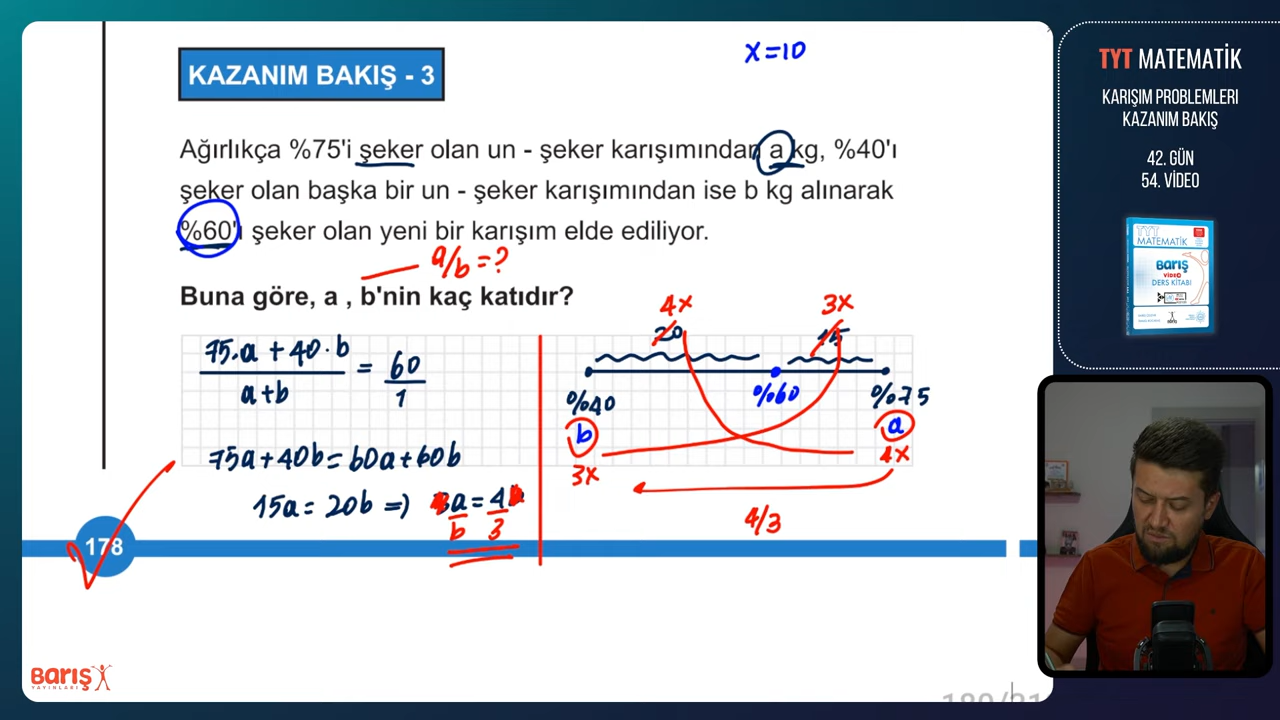 x=10
KAZANIM BAKIŞ - 3
Ağırlıkça %75'i şeker olan un - şeker karışımından a kg, %40'ı
şeker olan başka bir un - şeker karışımından ise b kg alınarak
%60'ı şeker olan yeni bir karışım elde ediliyor.
a/b=?
Buna göre, a , b'nin kaç katıdır?
75.a + 40.b
a+b
= 60
1
75a+40b=60a+60b
15a=20b =>
a = 4
b 3
4x 3x
20 15
%40 %60 %75
b a
3x 4x
4/3
178
BARIŞ
YAYINLARI
TYT MATEMATİK
KARIŞIM PROBLEMLERI
KAZANIM BAKIŞ
42. GÜN
54. VİDEO
TYT
MATEMATİK
BARIŞ
VİDEO
DERS KİTABI